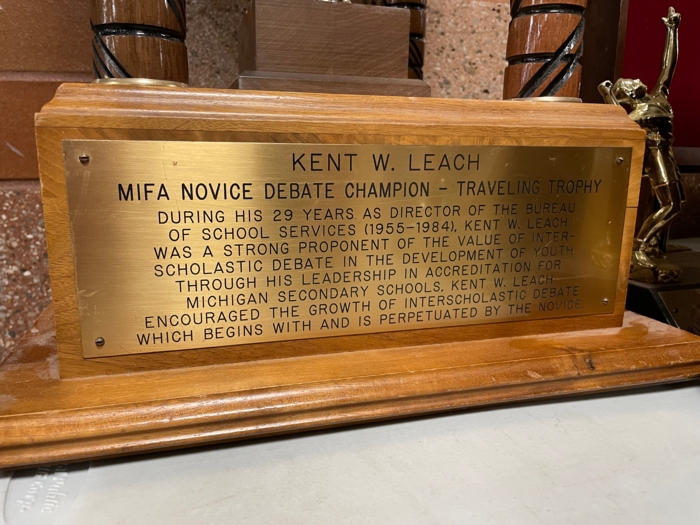 KENT W. LEACH
MIFA NOVICE DEBATE CHAMPION - TRAVELING TROPHY
DURING HIS 29 YEARS AS DIRECTOR OF THE BUREAU
OF SCHOOL SERVICES (1955-1984), KENT W. LEACH
WAS A STRONG PROPONENT OF THE VALUE OF INTER-
SCHOLASTIC DEBATE IN THE DEVELOPMENT OF YOUTH.
THROUGH HIS LEADERSHIP IN ACCREDITATION FOR
MICHIGAN SECONDARY SCHOOLS, KENT W. LEACH
ENCOURAGED THE GROWTH OF INTERSCHOLASTIC DEBATE
WHICH BEGINS WITH AND IS PERPETUATED BY THE NOVICE.